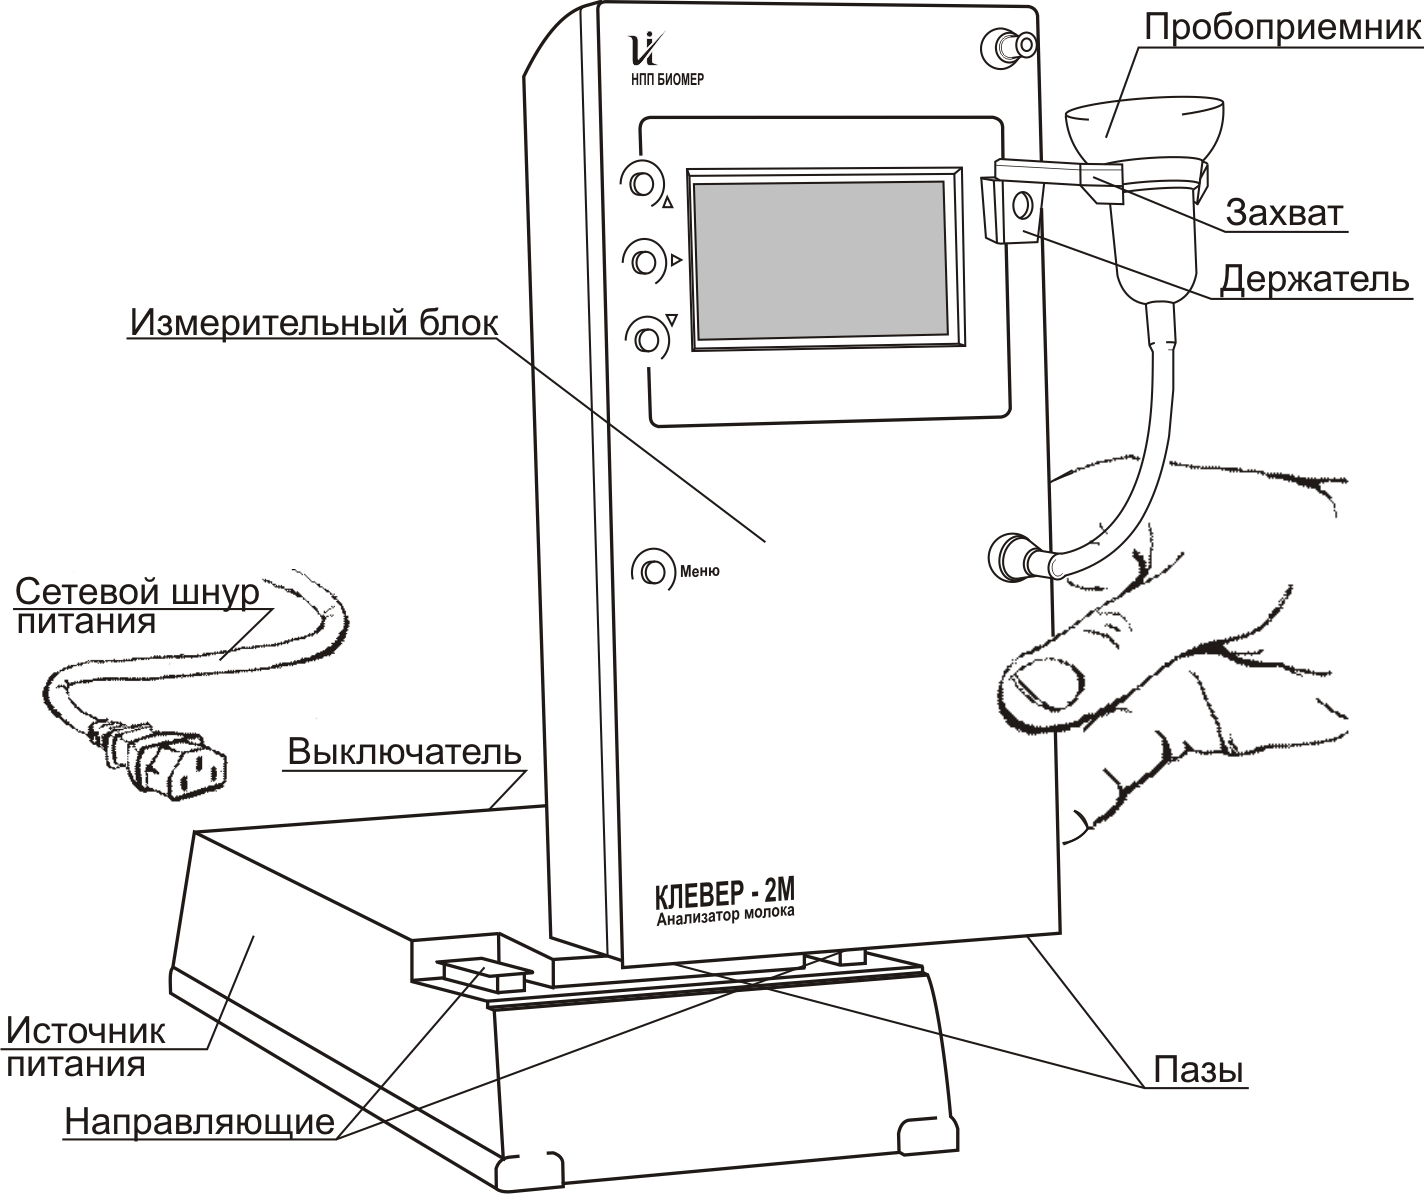 Пробоприемник
НПП БИОМЕР
Захват
Держатель
Измерительный блок
Меню
Сетевой шнур
питания
Выключатель
КЛЕВЕР - 2М
Анализатор молока
Источник
питания
Пазы
Направляющие